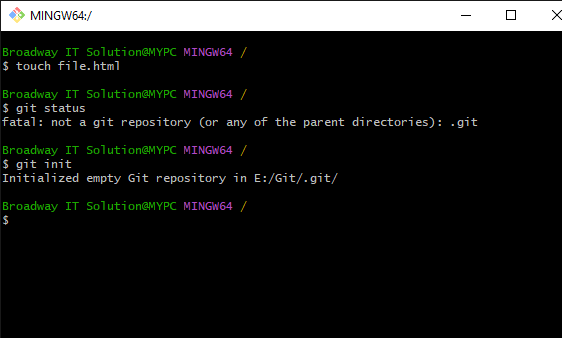 MINGW64:/
Broadway IT Solution@MYPC MINGW64 /
$ touch file.html
Broadway IT Solution@MYPC MINGW64 /
$ git status
fatal: not a git repository (or any of the parent directories): .git
Broadway IT Solution@MYPC MINGW64 /
$ git init
Initialized empty Git repository in E:/Git/.git/
Broadway IT Solution@MYPC MINGW64 /
$